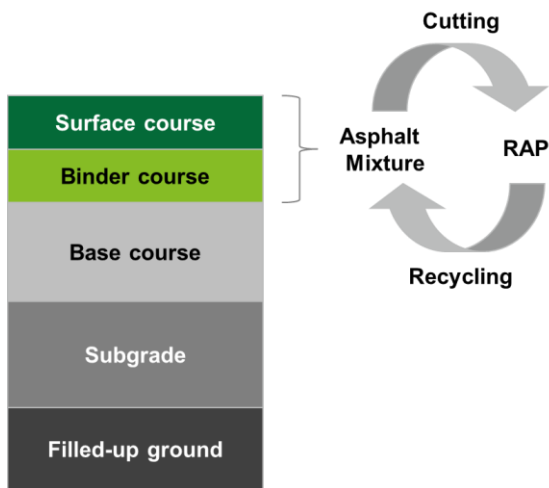 Cutting
Surface course
Binder course
Asphalt
Mixture
RAP
Base course
Recycling
Subgrade
Filled-up ground